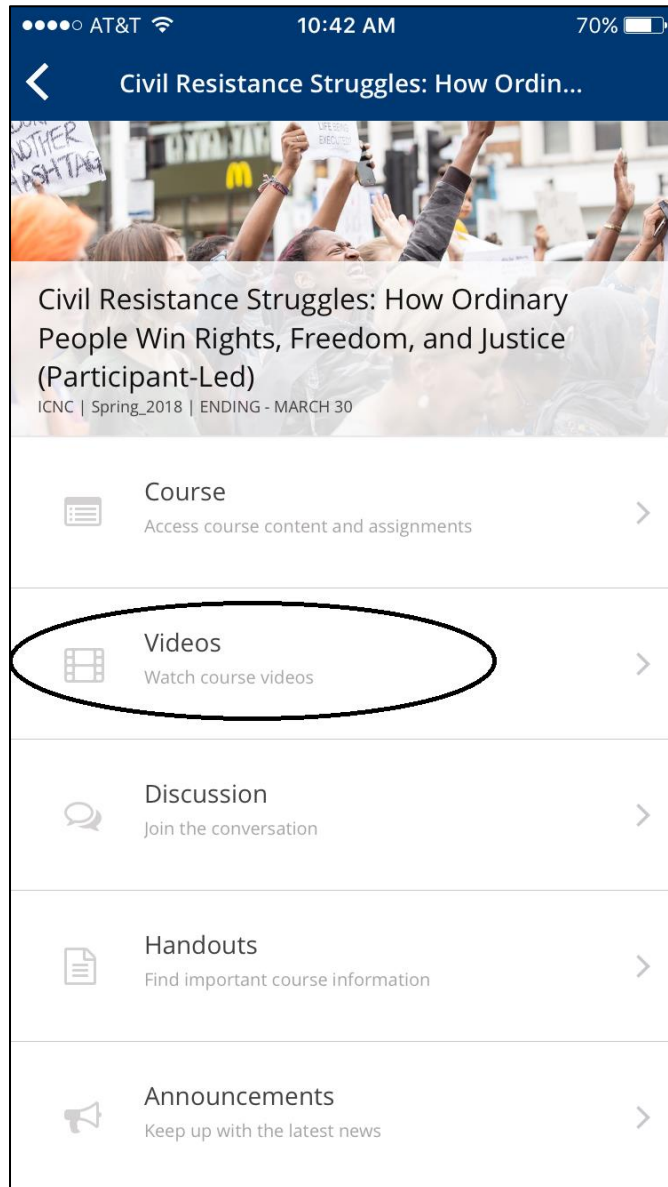 AT&T 10:42 AM 70%
Civil Resistance Struggles: How Ordin...
ANOTHER
HASHTAG
Civil Resistance Struggles: How Ordinary
People Win Rights, Freedom, and Justice
(Participant-Led)
ICNC | Spring_2018 | ENDING - MARCH 30
Course
Access course content and assignments
Videos
Watch course videos
Discussion
Join the conversation
Handouts
Find important course information
Announcements
Keep up with the latest news